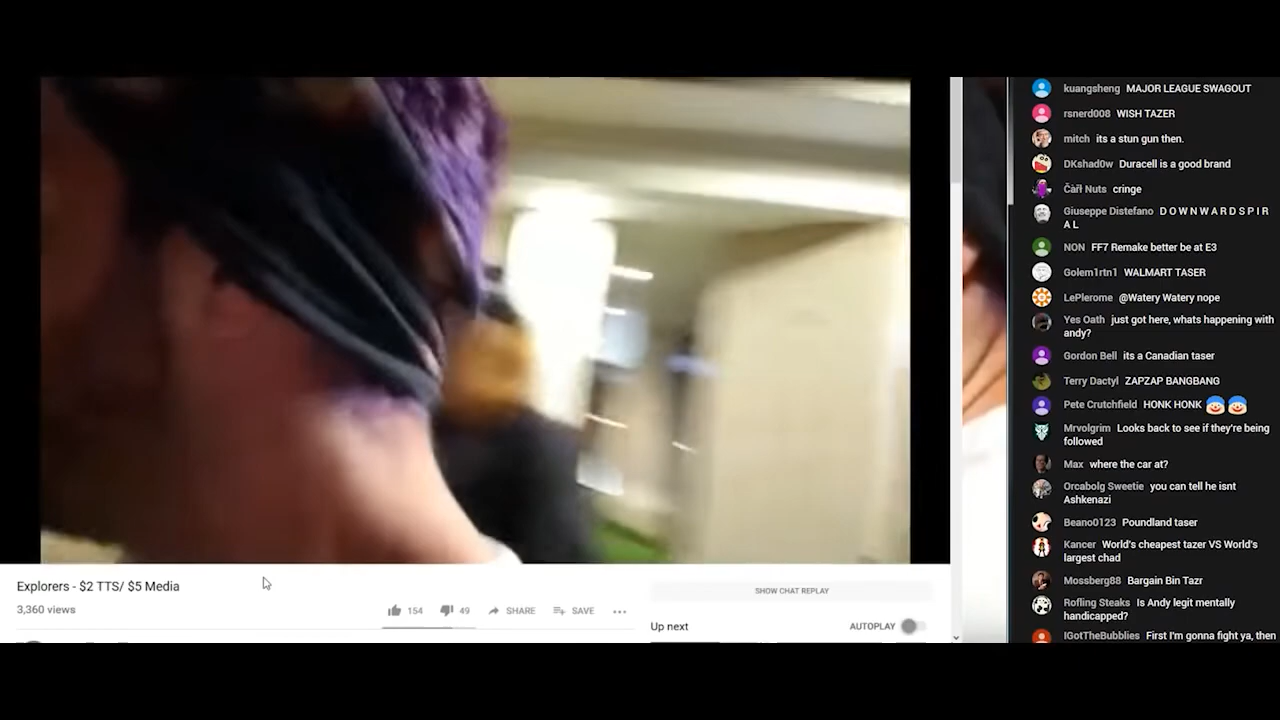 kuangsheng MAJOR LEAGUE SWAGOUT
rsnerd008 WISH TAZER
mitch its a stun gun then.
DKshad0w Duracell is a good brand
Čàřł Nuts cringe
Giuseppe Distefano D O W N W A R D S P I R
A L
NON FF7 Remake better be at E3
Golem1rtn1 WALMART TASER
LePlerome @Watery Watery nope
Yes Oath just got here, whats happening with
andy?
Gordon Bell its a Canadian taser
Terry Dactyl ZAPZAP BANGBANG
Pete Crutchfield HONK HONK
Mrvolgrim Looks back to see if they're being
followed
Max where the car at?
Orcabolg Sweetie you can tell he isnt
Ashkenazi
Beano0123 Poundland taser
Kancer World's cheapest tazer VS World's
largest chad
Mossberg88 Bargain Bin Tazr
Rofling Steaks Is Andy legit mentally
handicapped?
IGotTheBubblies First I'm gonna fight ya, then
Explorers - $2 TTS/ $5 Media
3,360 views
154 49 SHARE SAVE
SHOW CHAT REPLAY
Up next AUTOPLAY